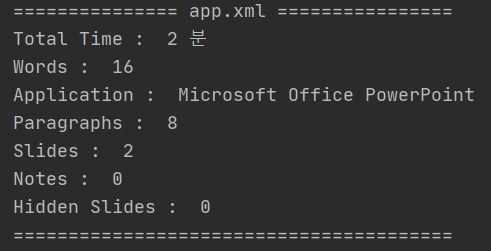 =============== app.xml ================
Total Time :  2 분
Words :  16
Application :  Microsoft Office PowerPoint
Paragraphs :  8
Slides :  2
Notes :  0
Hidden Slides :  0
========================================